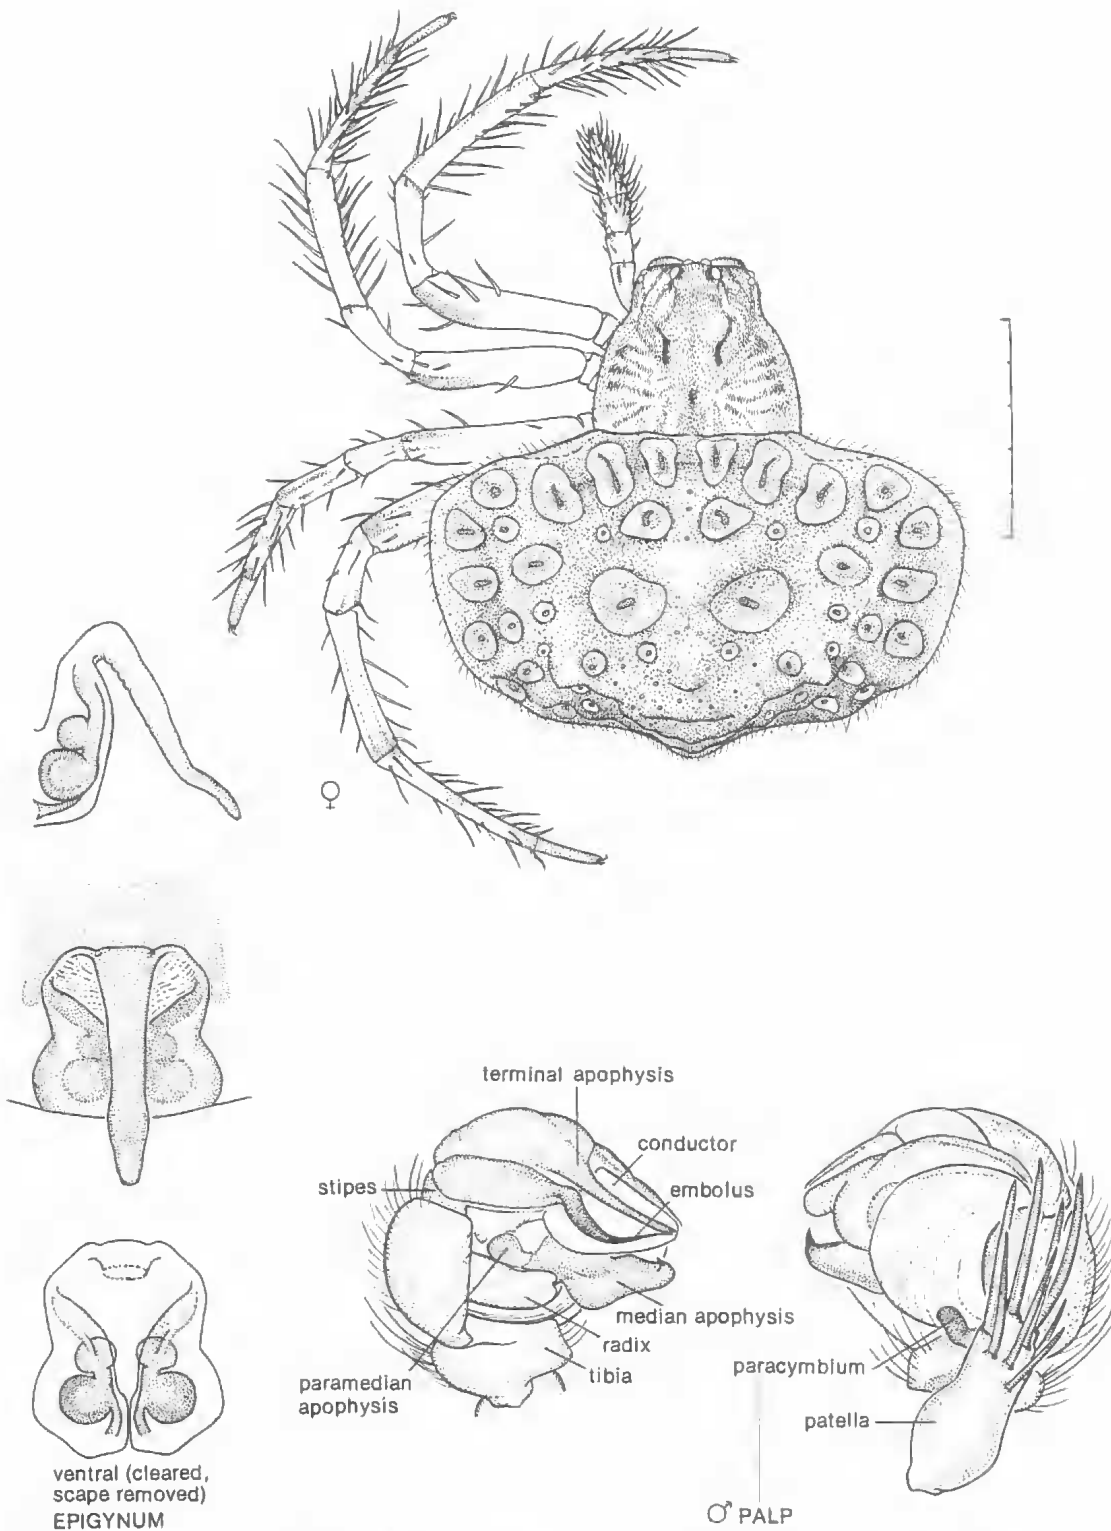 ♀
terminal apophysis
conductor
stipes
embolus
median apophysis
radix
tibia
paramedian
apophysis
paracymbium
patella
ventral (cleared,
scape removed)
EPIGYNUM
♂ PALP